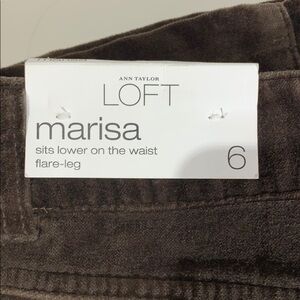 ANN TAYLOR
LOFT
marisa
sits lower on the waist
flare-leg
6